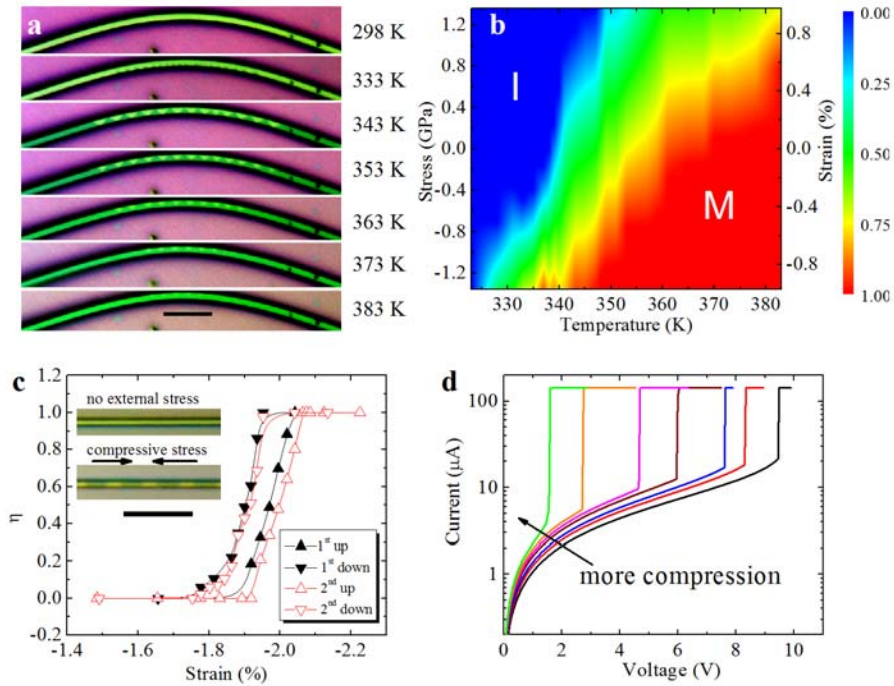 a
298 K
333 K
343 K
353 K
363 K
373 K
383 K
b
I
M
Stress (GPa)
1.2
0.8
0.4
0.0
-0.4
-0.8
-1.2
330 340 350 360 370 380
Temperature (K)
Strain (%)
0.8
0.4
0.0
-0.4
-0.8
0.00
0.25
0.50
0.75
1.00
c
no external stress
compressive stress
η
1.2
1.0
0.8
0.6
0.4
0.2
0.0
-0.2
1st up
1st down
2nd up
2nd down
-1.4 -1.6 -1.8 -2.0 -2.2
Strain (%)
d
Current (μA)
100
10
1
more compression
0 2 4 6 8 10
Voltage (V)